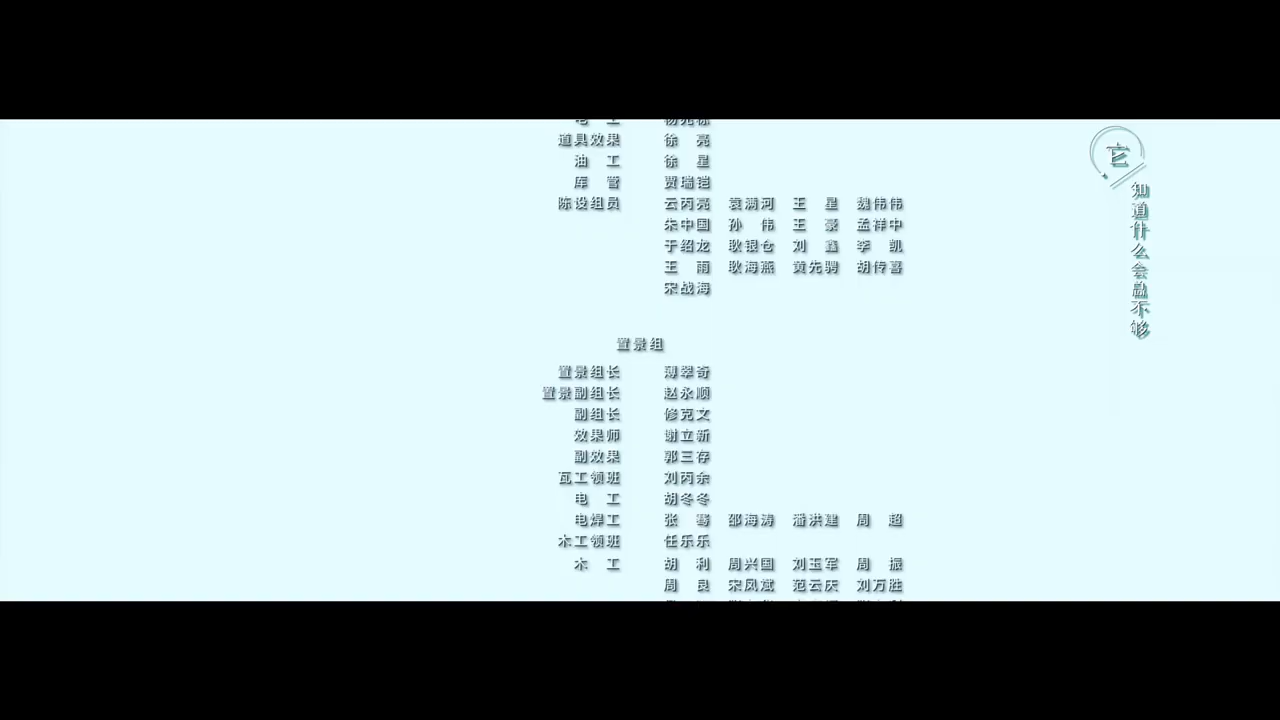 道具效果 徐 亮
油 工 徐 星
库 管 贾瑞铠
陈设组员 云丙亮 袁满河 王 星 魏伟伟
朱中国 孙 伟 王 豪 孟祥中
于绍龙 耿银仓 刘 鑫 李 凯
王 雨 耿海燕 黄先骋 胡传喜
宋战海
置景组
置景组长 薄翠奇
置景副组长 赵永顺
副组长 修克文
效果师 谢立新
副效果 郭三存
瓦工领班 刘丙余
电 工 胡冬冬
电焊工 张 骞 邵海涛 潘洪建 周 超
木工领班 任乐乐
木 工 胡 利 周兴国 刘玉军 周 振
周 良 宋凤斌 范云庆 刘万胜
它
知道什么会赢不够